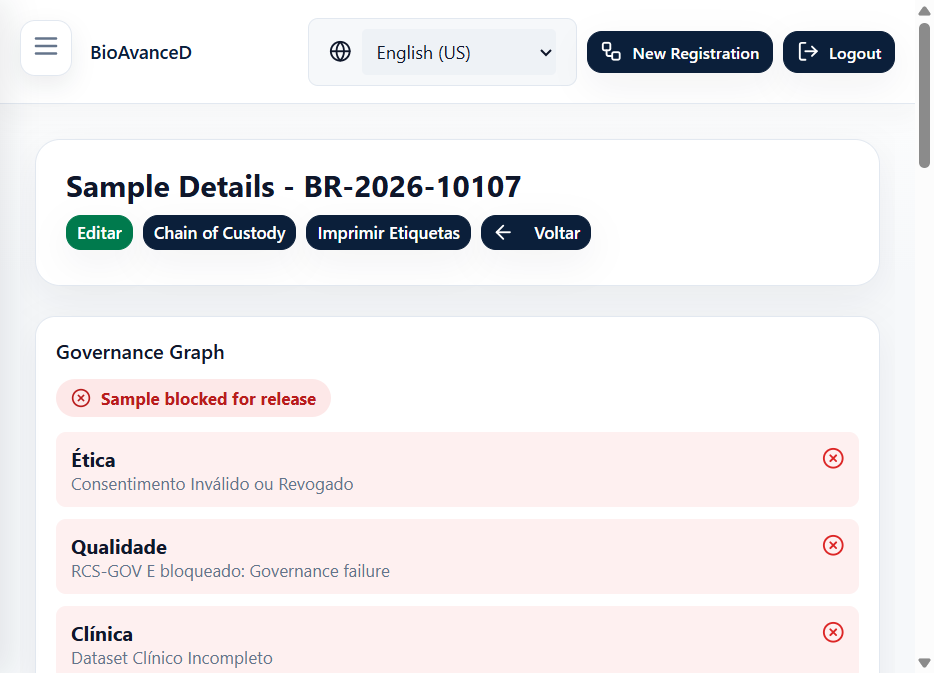 BioAvanceD
English (US)
New Registration
Logout
Sample Details - BR-2026-10107
Editar
Chain of Custody
Imprimir Etiquetas
Voltar
Governance Graph
Sample blocked for release
Ética
Consentimento Inválido ou Revogado
Qualidade
RCS-GOV E bloqueado: Governance failure
Clínica
Dataset Clínico Incompleto